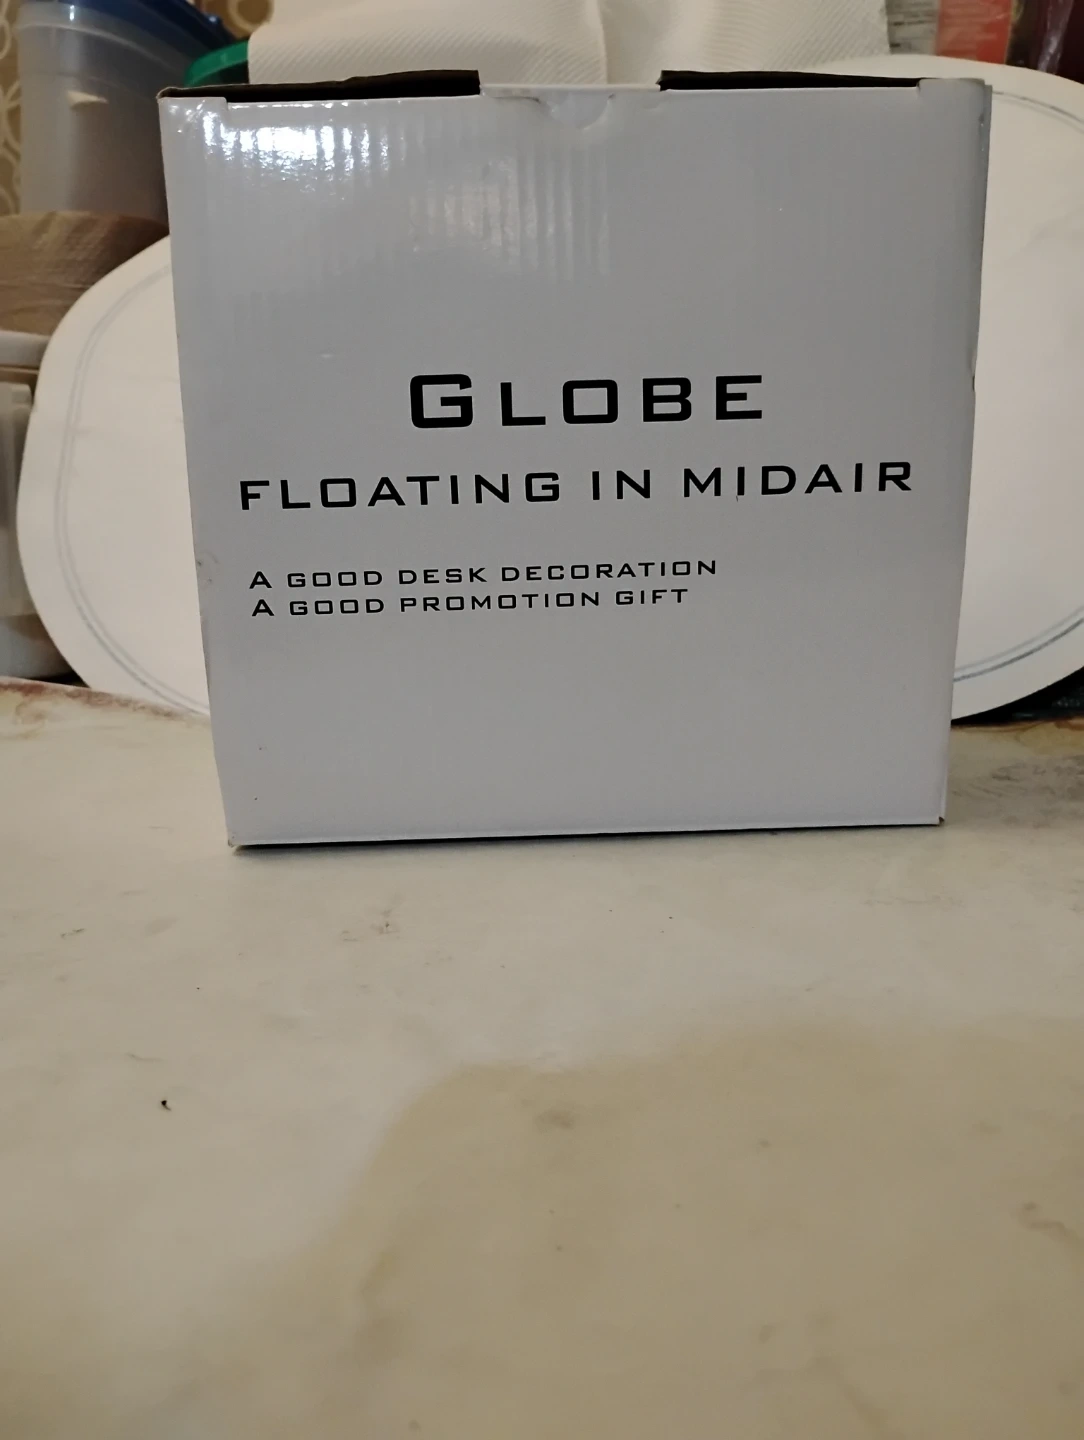 GLOBE
FLOATING IN MIDAIR
A GOOD DESK DECORATION
A GOOD PROMOTION GIFT